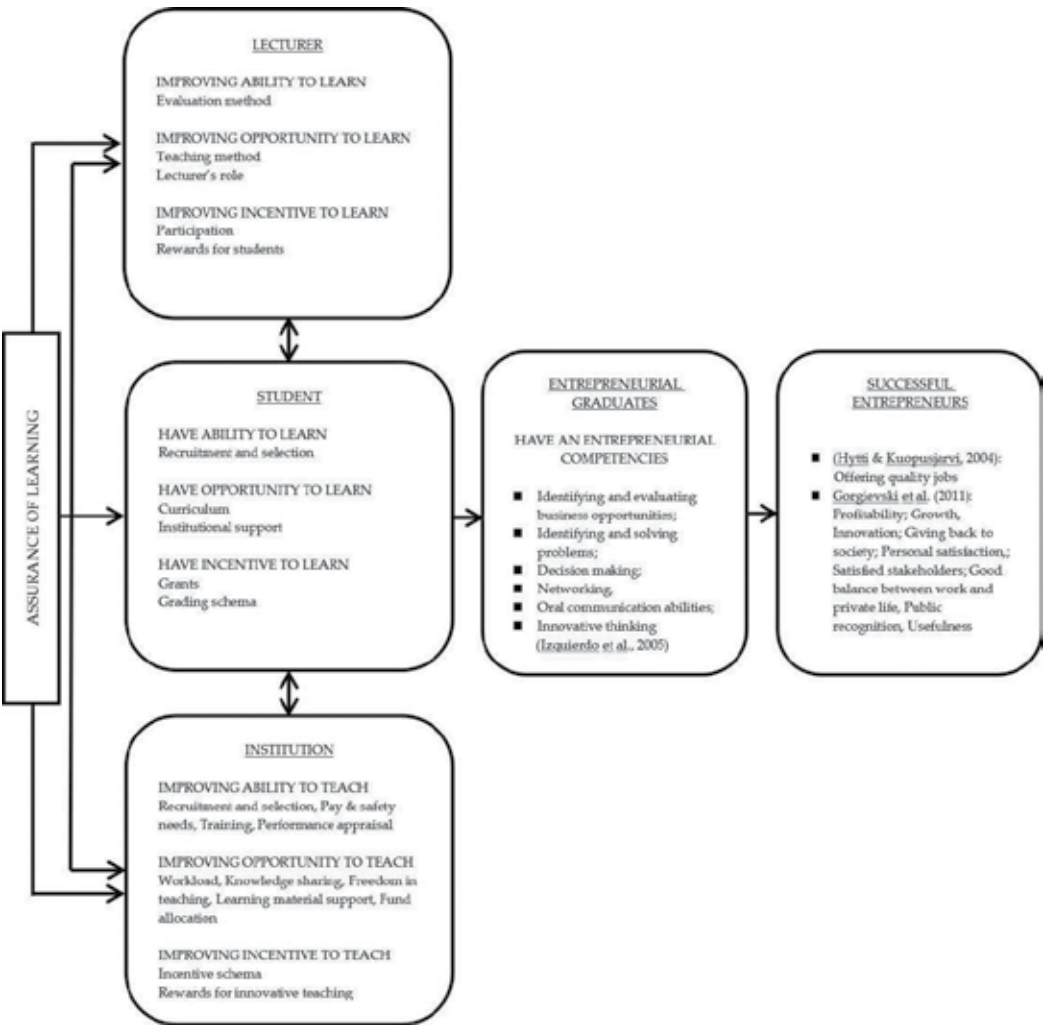 ASSURANCE OF LEARNING
LECTURER
IMPROVING ABILITY TO LEARN
Evaluation method
IMPROVING OPPORTUNITY TO LEARN
Teaching method
Lecturer's role
IMPROVING INCENTIVE TO LEARN
Participation
Rewards for students
STUDENT
HAVE ABILITY TO LEARN
Recruitment and selection
HAVE OPPORTUNITY TO LEARN
Curriculum
Institutional support
HAVE INCENTIVE TO LEARN
Grants
Grading schema
INSTITUTION
IMPROVING ABILITY TO TEACH
Recruitment and selection, Pay & safety
needs, Training, Performance appraisal
IMPROVING OPPORTUNITY TO TEACH
Workload, Knowledge sharing, Freedom in
teaching, Learning material support, Fund
allocation
IMPROVING INCENTIVE TO TEACH
Incentive schema
Rewards for innovative teaching
ENTREPRENEURIAL
GRADUATES
HAVE AN ENTREPRENEURIAL
COMPETENCIES
■ Identifying and evaluating
business opportunities;
■ Identifying and solving
problems;
■ Decision making;
■ Networking,
■ Oral communication abilities;
■ Innovative thinking
(Izquierdo et al., 2005)
SUCCESSFUL
ENTREPRENEURS
■ (Hytti & Kuopusjarvi, 2004):
Offering quality jobs
■ Gorgievski et al. (2011):
Profitability; Growth,
Innovation; Giving back to
society; Personal satisfaction,;
Satisfied stakeholders; Good
balance between work and
private life, Public
recognition, Usefulness